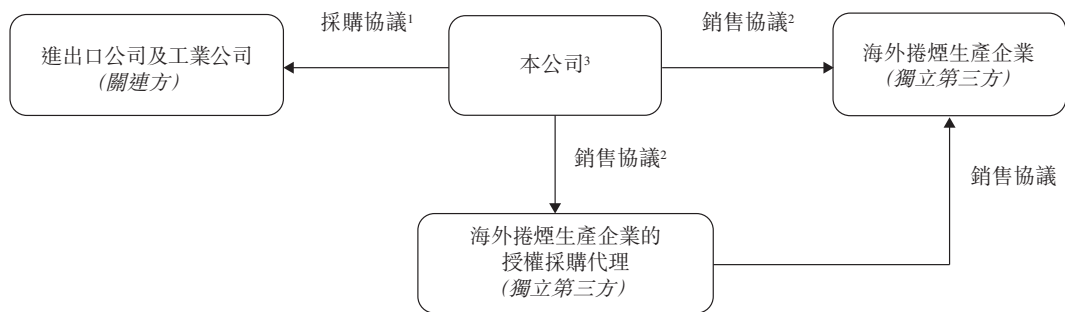 採購協議¹
銷售協議²
進出口公司及工業公司
(關連方)
本公司³
海外捲煙生產企業
(獨立第三方)
銷售協議²
銷售協議
海外捲煙生產企業的
授權採購代理
(獨立第三方)